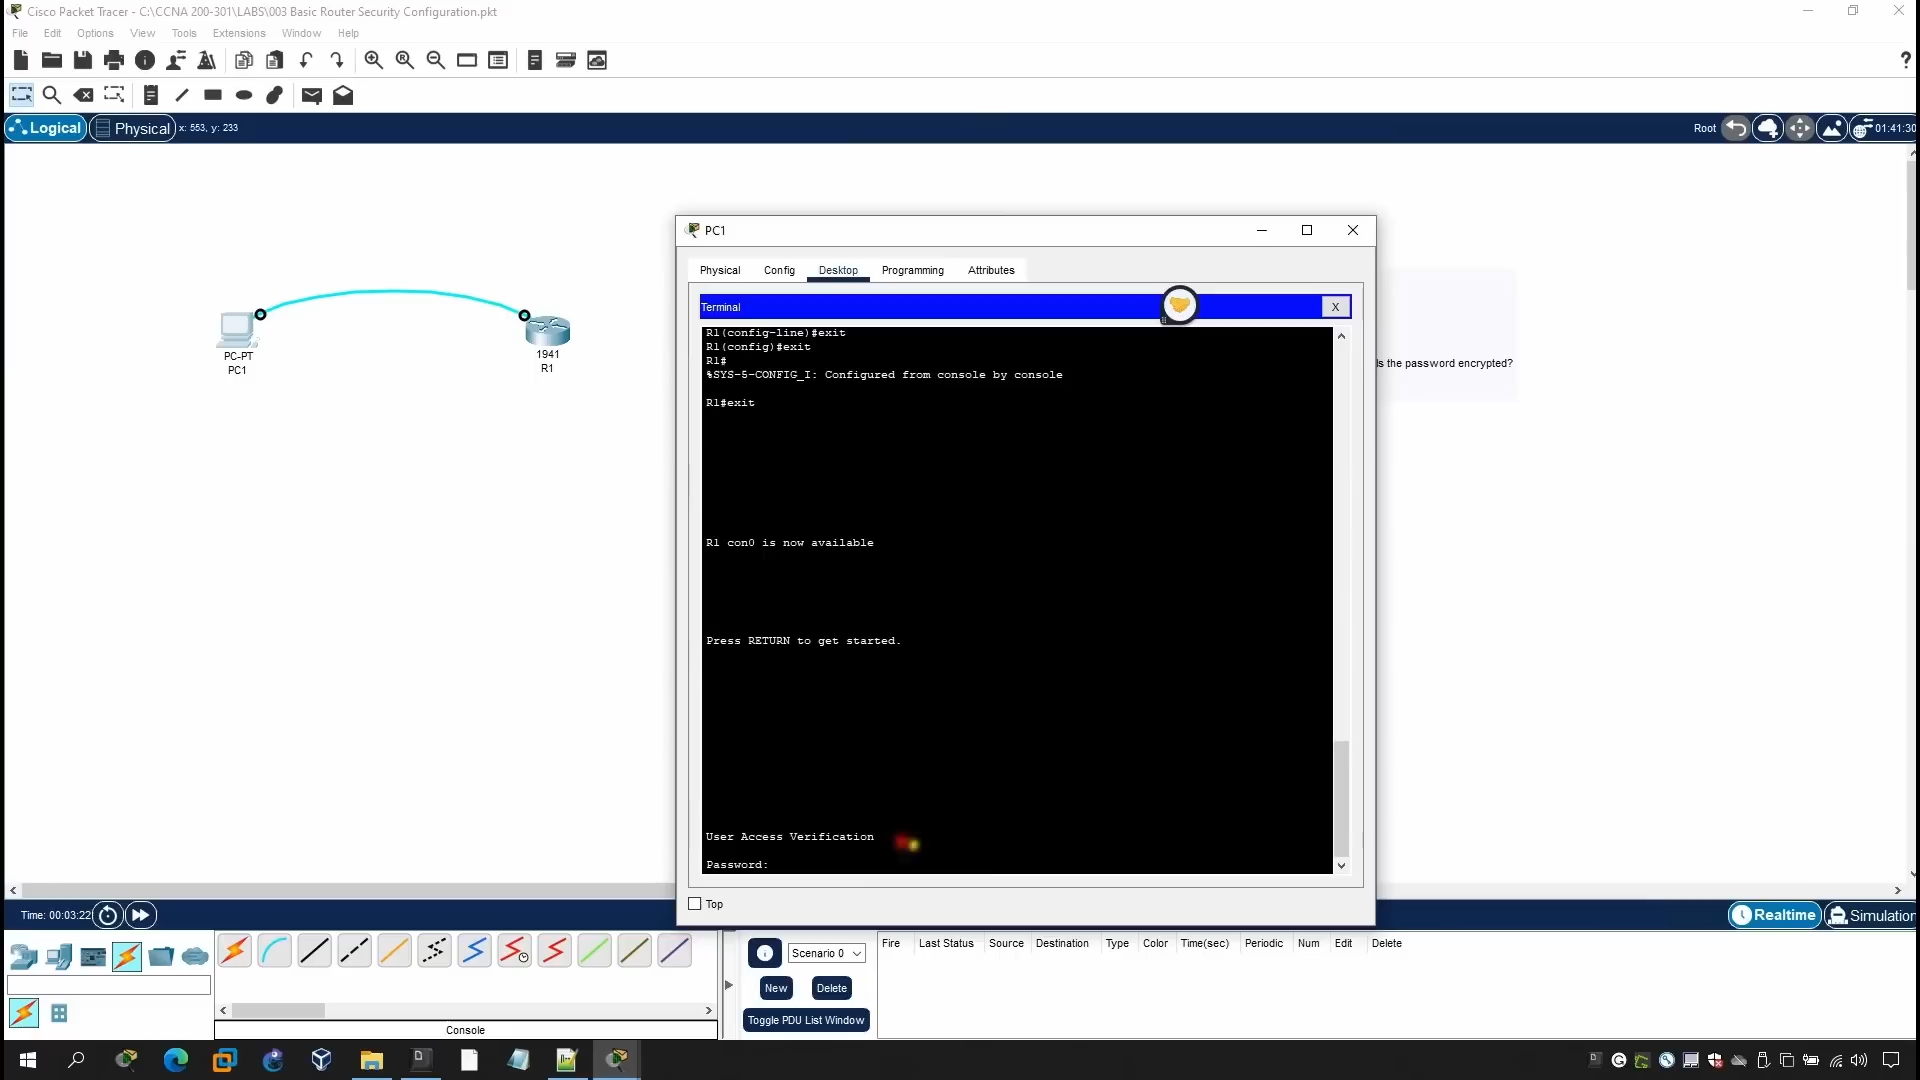 Cisco Packet Tracer - C:\CCNA 200-301\LABS\003 Basic Router Security Configuration.pkt
File Edit Options View Tools Extensions Window Help
?
Logical Physical x: 553, y: 233
Root 01:41:30
PC1
Physical Config Desktop Programming Attributes
Terminal X
R1(config-line)#exit
R1(config)#exit
R1#
%SYS-5-CONFIG_I: Configured from console by console
R1#exit
R1 con0 is now available
Press RETURN to get started.
User Access Verification
Password:
Top
PC-PT
PC1
1941
R1
Is the password encrypted?
Time: 00:03:22
Realtime Simulation
Scenario 0
New Delete
Toggle PDU List Window
Fire Last Status Source Destination Type Color Time(sec) Periodic Num Edit Delete
Console